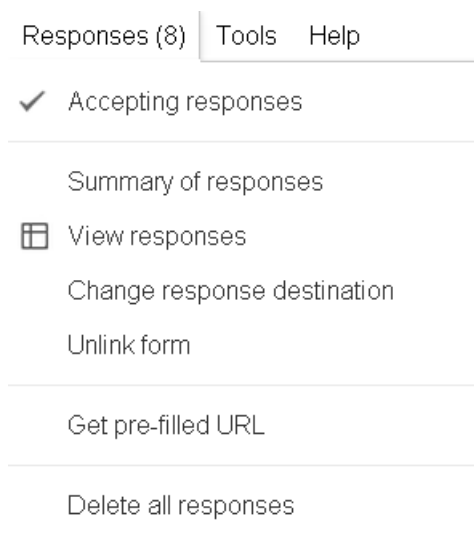 Responses (8) Tools Help
Accepting responses
Summary of responses
View responses
Change response destination
Unlink form
Get pre-filled URL
Delete all responses